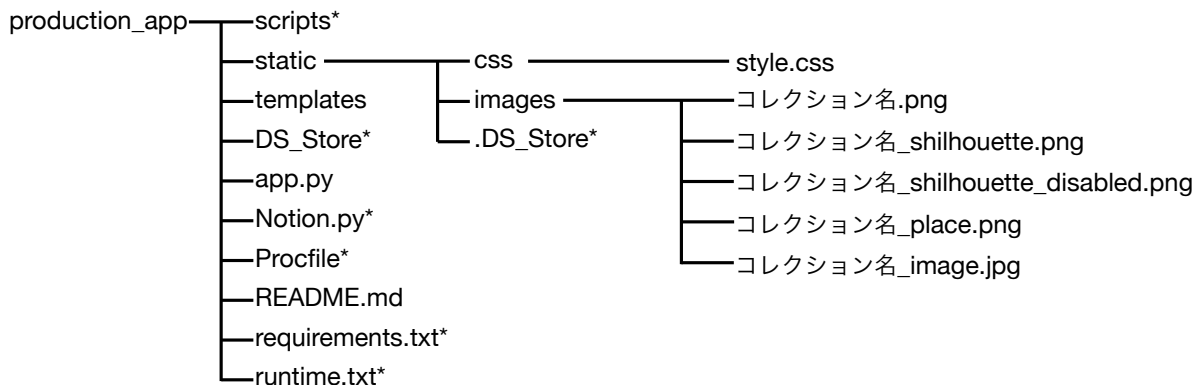 production_app scripts*
static css style.css
templates images コレクション名.png
DS_Store* .DS_Store* コレクション名_shilhouette.png
app.py コレクション名_shilhouette_disabled.png
Notion.py* コレクション名_place.png
Procfile* コレクション名_image.jpg
README.md
requirements.txt*
runtime.txt*